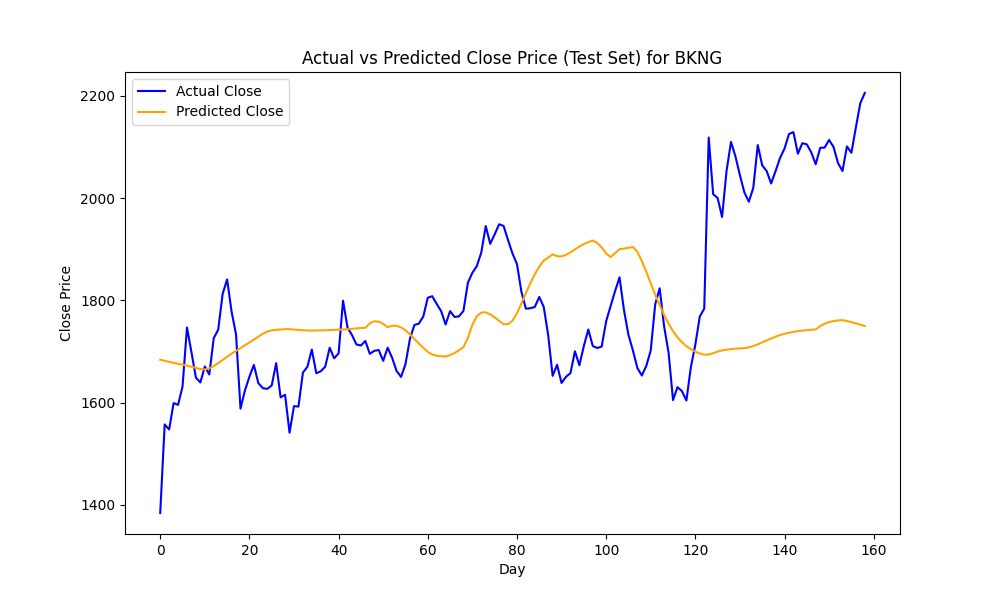 Actual vs Predicted Close Price (Test Set) for BKNG
Actual Close
Predicted Close
Close Price
2200
2000
1800
1600
1400
0 20 40 60 80 100 120 140 160
Day